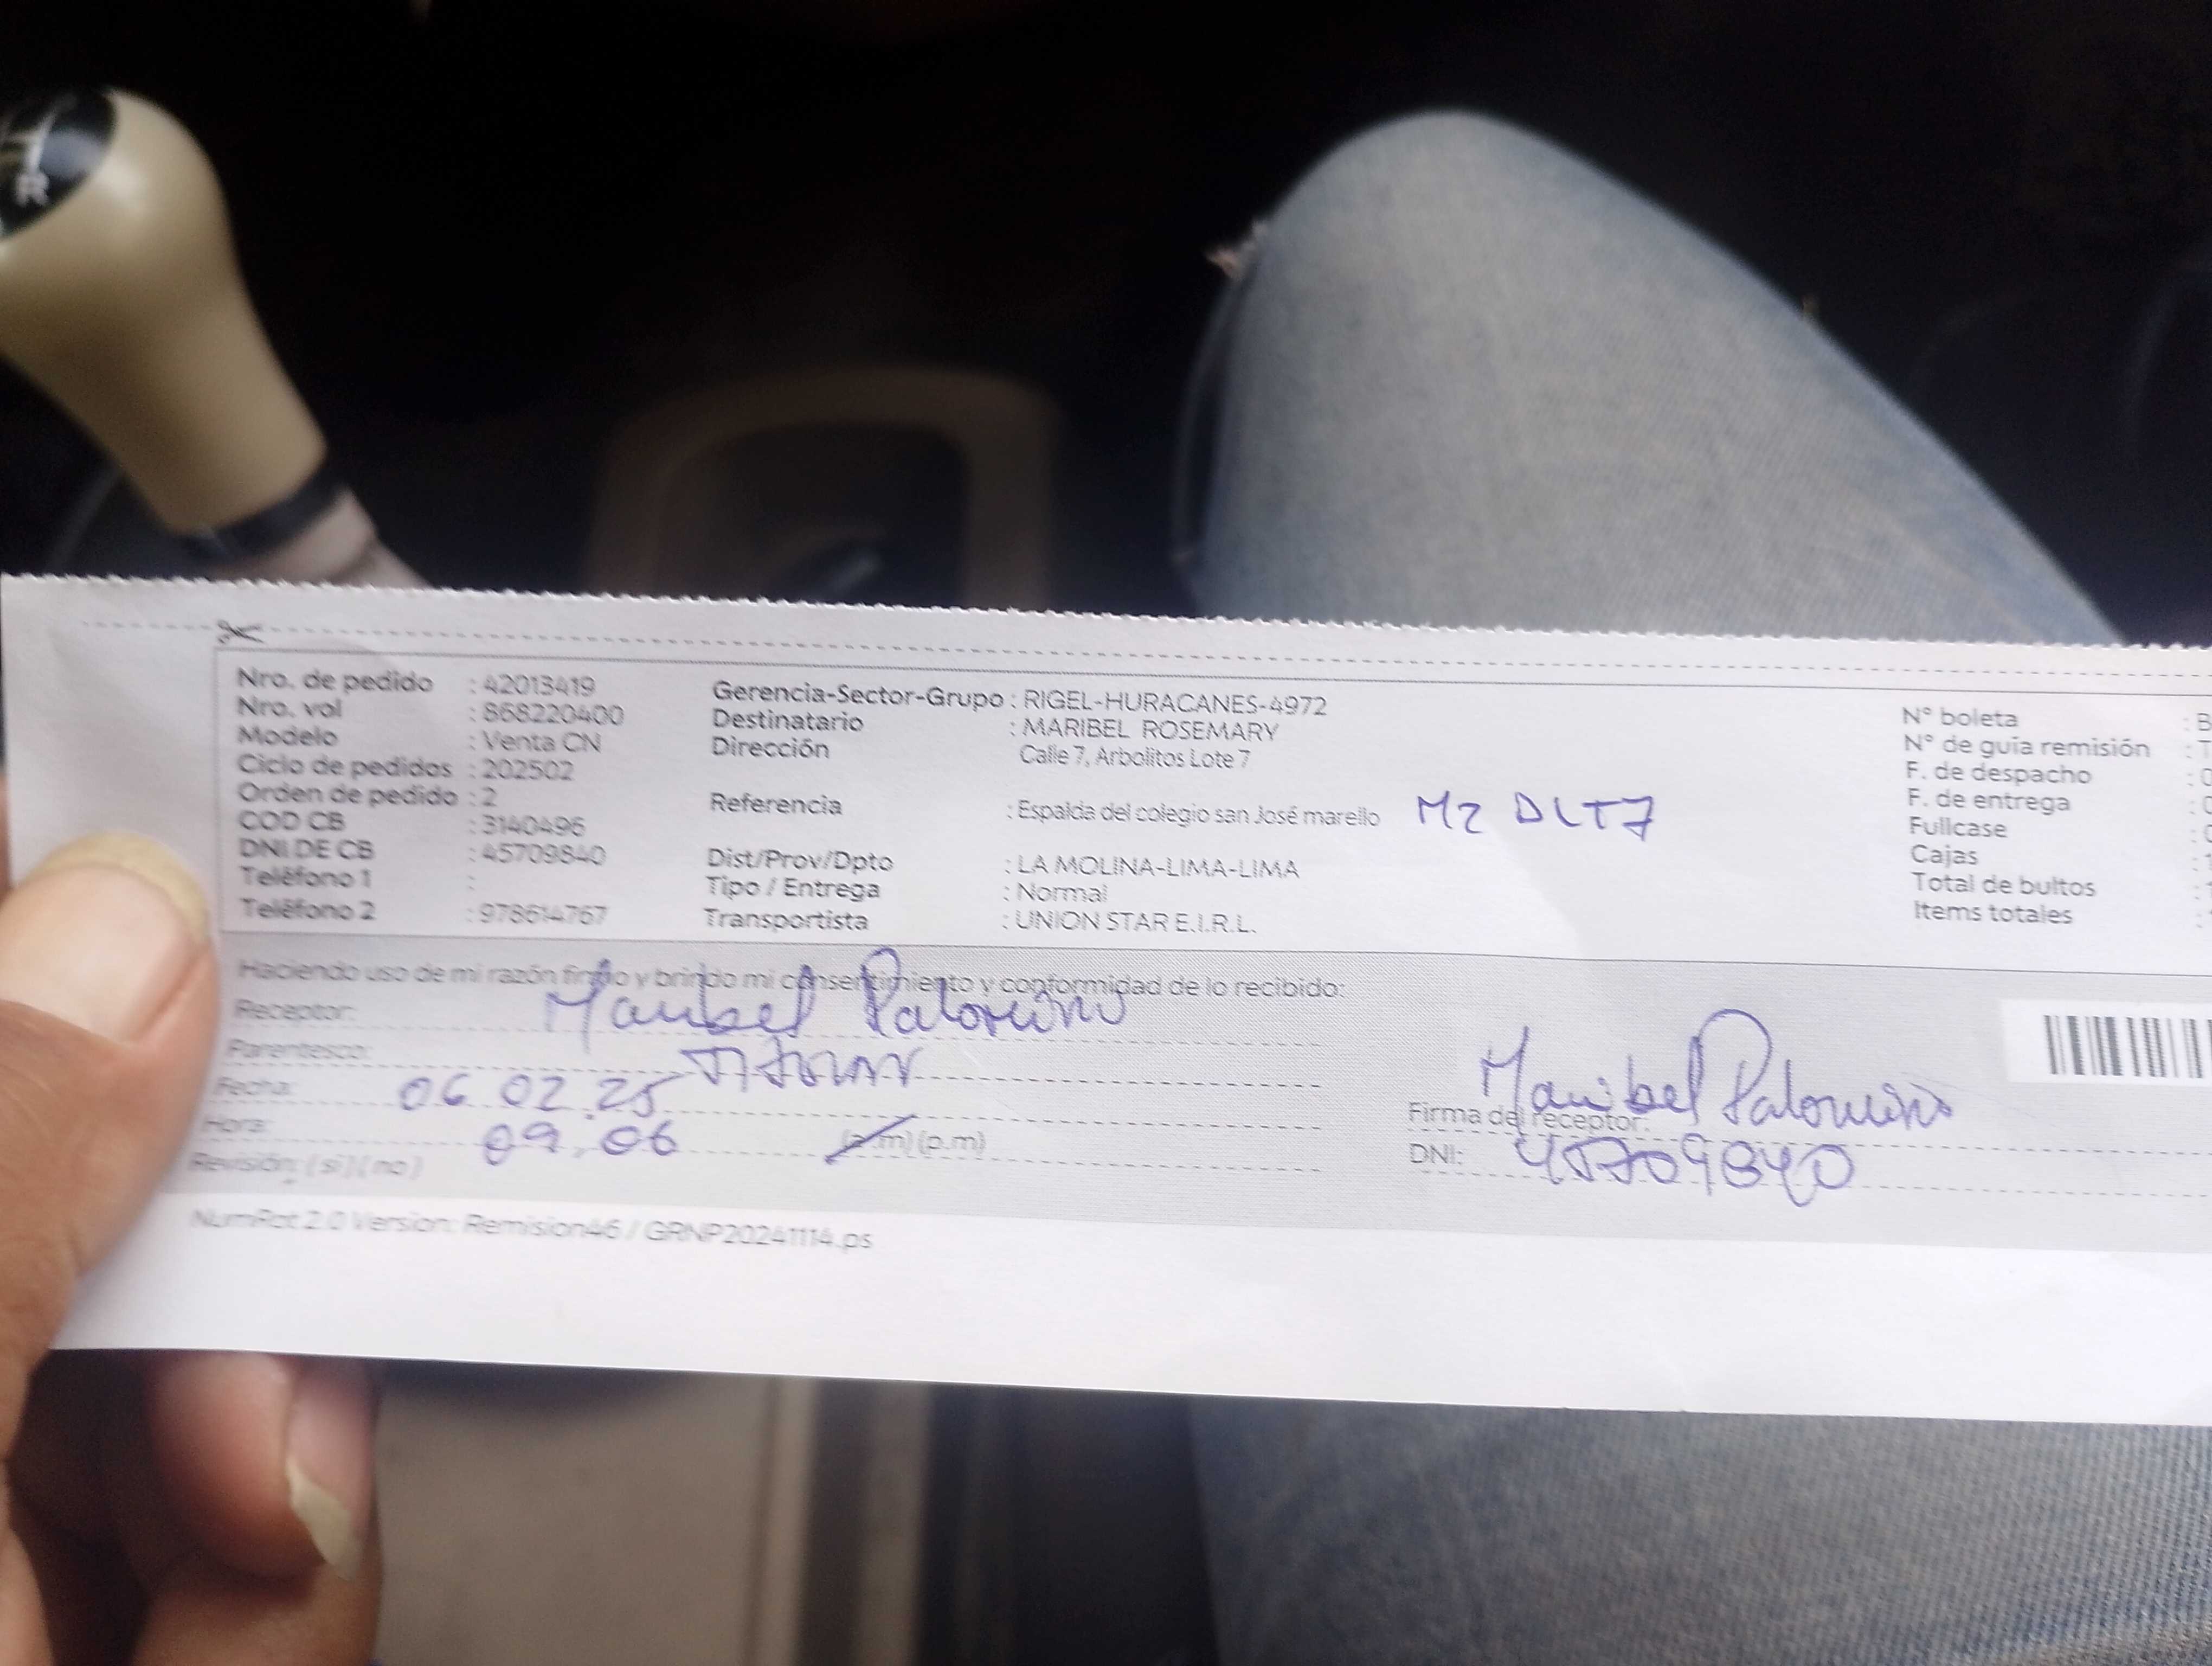 Nro. de pedido : 42013419
Nro. vol : 868220400
Modelo : Venta CN
Ciclo de pedidos : 202502
Orden de pedido : 2
COD CB : 3140496
DNI DE CB : 45709840
Teléfono 1 :
Teléfono 2 : 978614767
Gerencia-Sector-Grupo : RIGEL-HURACANES-4972
Destinatario : MARIBEL ROSEMARY
Dirección Calle 7, Arbolitos Lote 7
Referencia : Espalda del colegio san José marello MZ D LT 7
Dist/Prov/Dpto : LA MOLINA-LIMA-LIMA
Tipo / Entrega : Normal
Transportista : UNION STAR E.I.R.L.
N° boleta : B
N° de guía remisión : T
F. de despacho : 0
F. de entrega : 0
Fullcase
Cajas : 1
Total de bultos :
Items totales :
Haciendo uso de mi razón firmo y brindo mi consentimiento y conformidad de lo recibido:
Receptor: Maribel Palomino
Parentesco: Titular
Fecha: 06 02.25
Hora: 09.06 (a.m) (p.m)
Revisión: (si) (no)
Maribel Palomino
Firma del receptor:
DNI: 45709840
NumRot 2.0 Version: Remision46 / GRNP20241114.ps